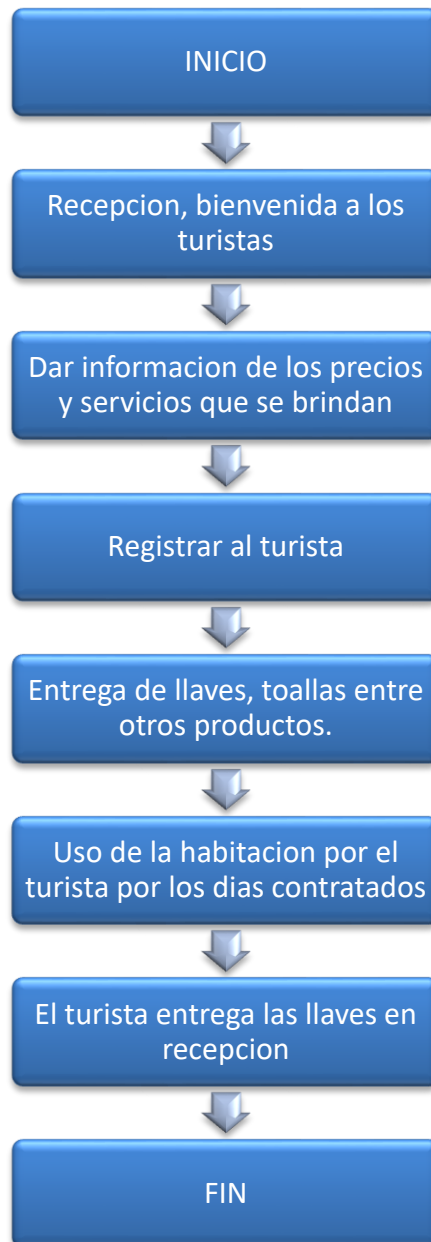 INICIO
Recepcion, bienvenida a los
turistas
Dar informacion de los precios
y servicios que se brindan
Registrar al turista
Entrega de llaves, toallas entre
otros productos.
Uso de la habitacion por el
turista por los dias contratados
El turista entrega las llaves en
recepcion
FIN